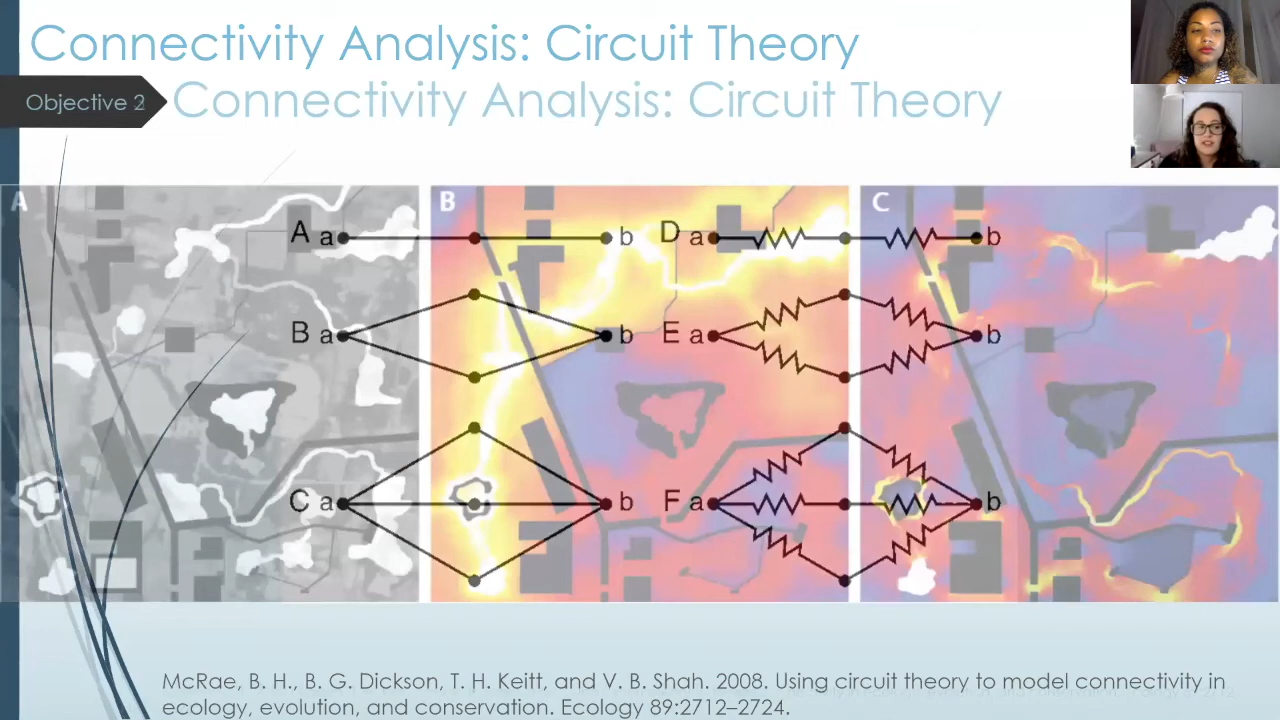 Connectivity Analysis: Circuit Theory
Objective 2
Connectivity Analysis: Circuit Theory
A
B
C
A a b
D a b
B a b
E a b
C a b
F a b
McRae, B. H., B. G. Dickson, T. H. Keitt, and V. B. Shah. 2008. Using circuit theory to model connectivity in
ecology, evolution, and conservation. Ecology 89:2712–2724.